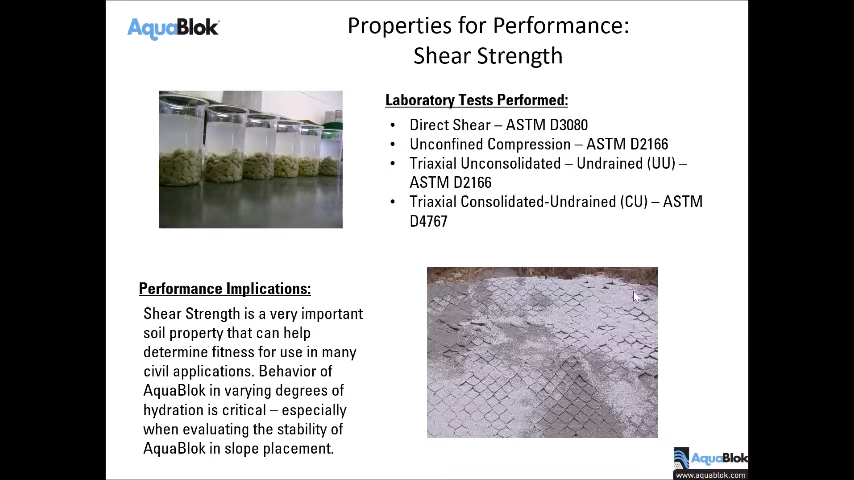 AquaBlok
Properties for Performance:
Shear Strength
Laboratory Tests Performed:
• Direct Shear – ASTM D3080
• Unconfined Compression – ASTM D2166
• Triaxial Unconsolidated – Undrained (UU) –
ASTM D2166
• Triaxial Consolidated-Undrained (CU) – ASTM
D4767
Performance Implications:
Shear Strength is a very important
soil property that can help
determine fitness for use in many
civil applications. Behavior of
AquaBlok in varying degrees of
hydration is critical – especially
when evaluating the stability of
AquaBlok in slope placement.
AquaBlok
www.aquablok.com